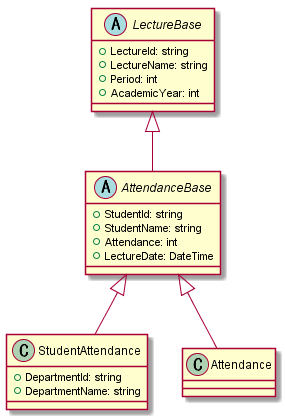 A LectureBase
LectureId: string
LectureName: string
Period: int
AcademicYear: int
A AttendanceBase
StudentId: string
StudentName: string
Attendance: int
LectureDate: DateTime
C StudentAttendance
DepartmentId: string
DepartmentName: string
C Attendance